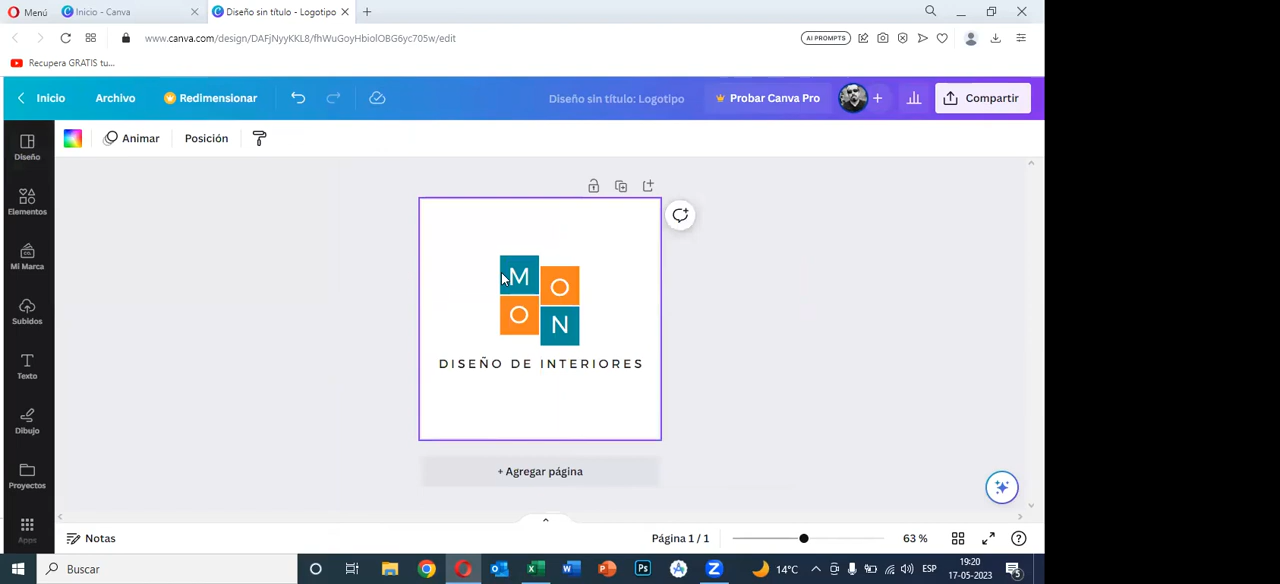 Menú
Inicio - Canva
Diseño sin título - Logotipo
www.canva.com/design/DAFjNyyKKL8/fhWuGoyHbiolOBG6yc705w/edit
AI PROMPTS
Recupera GRATIS tu...
Inicio
Archivo
Redimensionar
Diseño sin título: Logotipo
Probar Canva Pro
Compartir
Animar
Posición
Diseño
Elementos
CO.
Mi Marca
Subidos
Texto
Dibujo
Proyectos
Apps
M
O
O
N
DISEÑO DE INTERIORES
+ Agregar página
Notas
Página 1 / 1
63 %
Buscar
14°C
ESP
19:20
17-05-2023
5